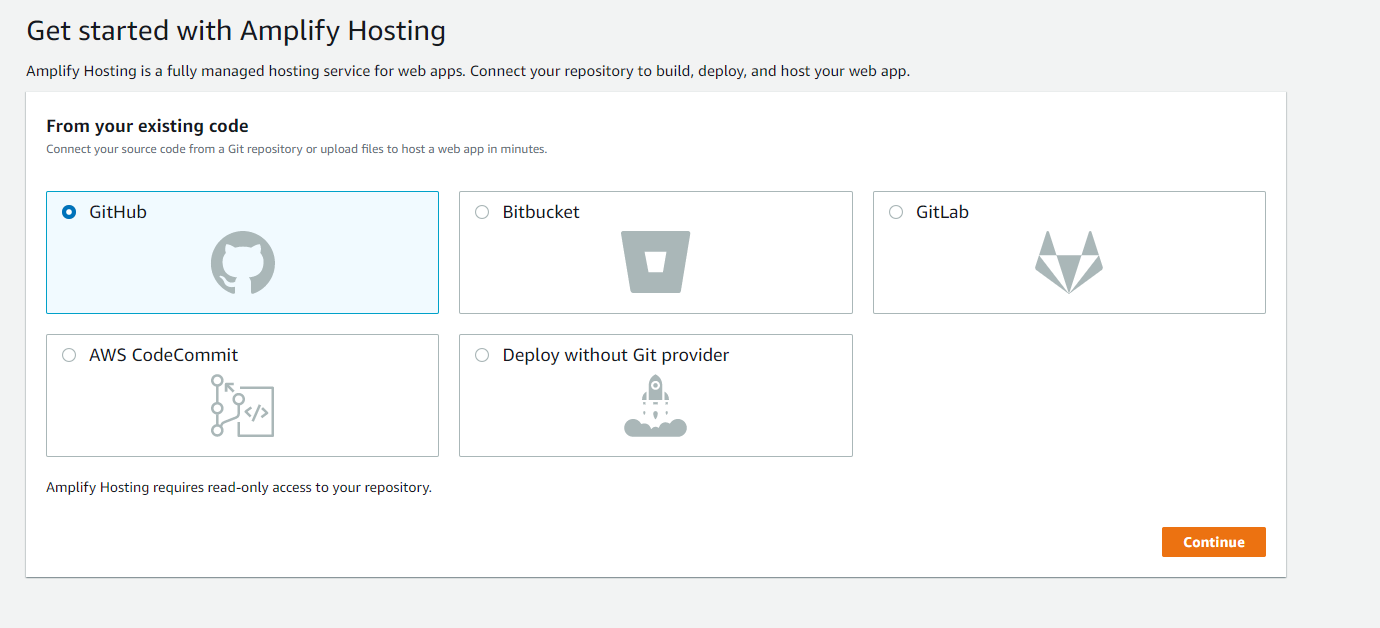 Get started with Amplify Hosting
Amplify Hosting is a fully managed hosting service for web apps. Connect your repository to build, deploy, and host your web app.
From your existing code
Connect your source code from a Git repository or upload files to host a web app in minutes.
GitHub
Bitbucket
GitLab
AWS CodeCommit
Deploy without Git provider
</>
Amplify Hosting requires read-only access to your repository.
Continue